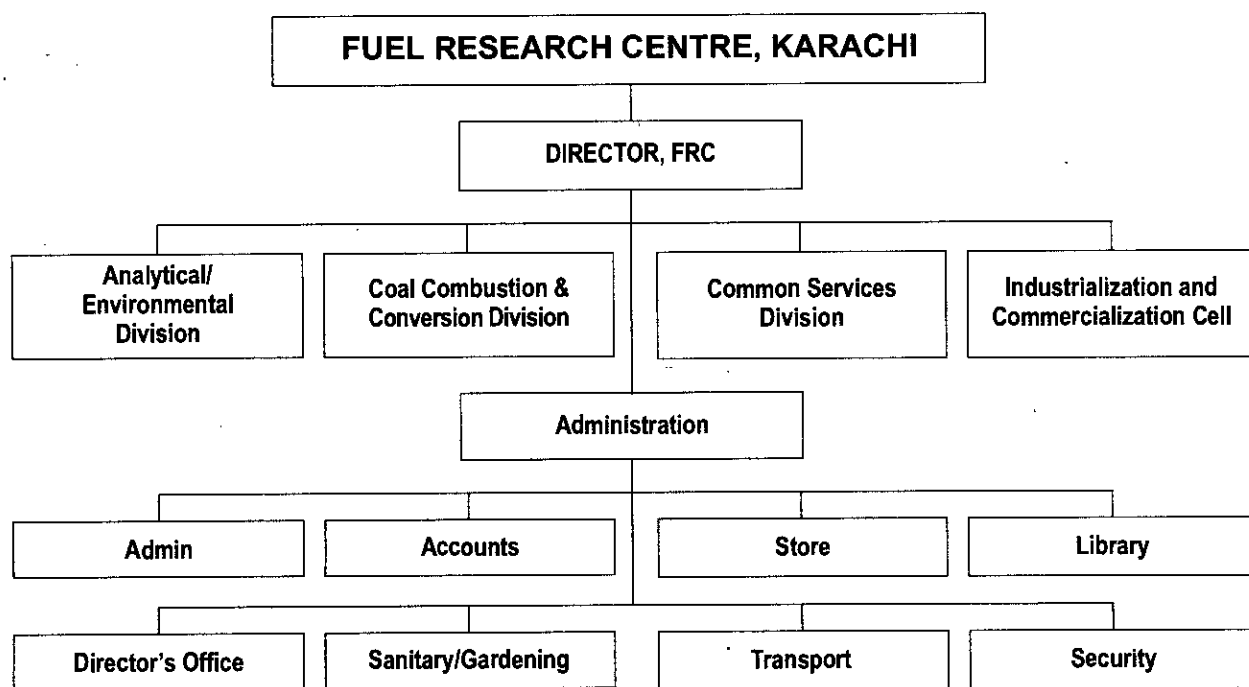 FUEL RESEARCH CENTRE, KARACHI
DIRECTOR, FRC
Analytical/
Environmental
Division
Coal Combustion &
Conversion Division
Common Services
Division
Industrialization and
Commercialization Cell
Administration
Admin
Accounts
Store
Library
Director's Office
Sanitary/Gardening
Transport
Security